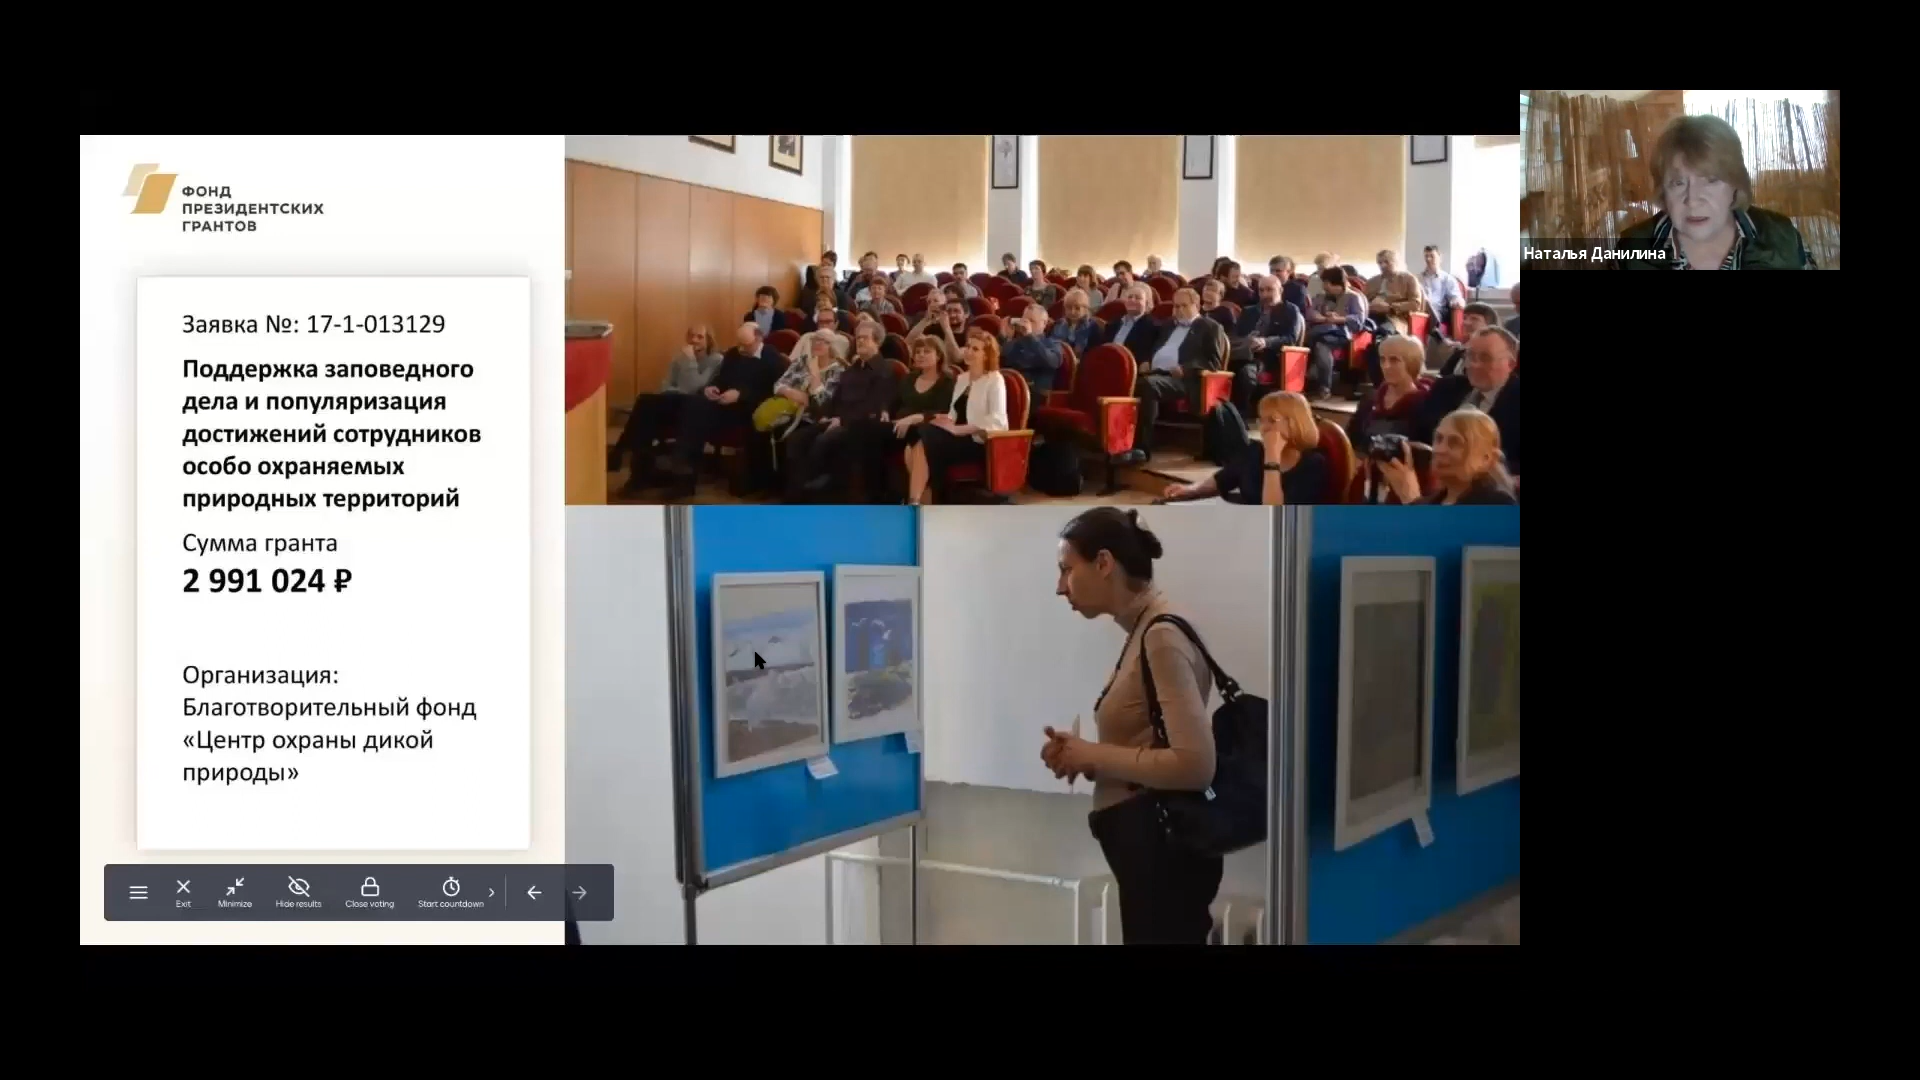 ФОНД
ПРЕЗИДЕНТСКИХ
ГРАНТОВ
Заявка №: 17-1-013129
Поддержка заповедного
дела и популяризация
достижений сотрудников
особо охраняемых
природных территорий
Сумма гранта
2 991 024 ₽
Организация:
Благотворительный фонд
«Центр охраны дикой
природы»
Exit
Minimize
Hide results
Close voting
Start countdown
Наталья Данилина